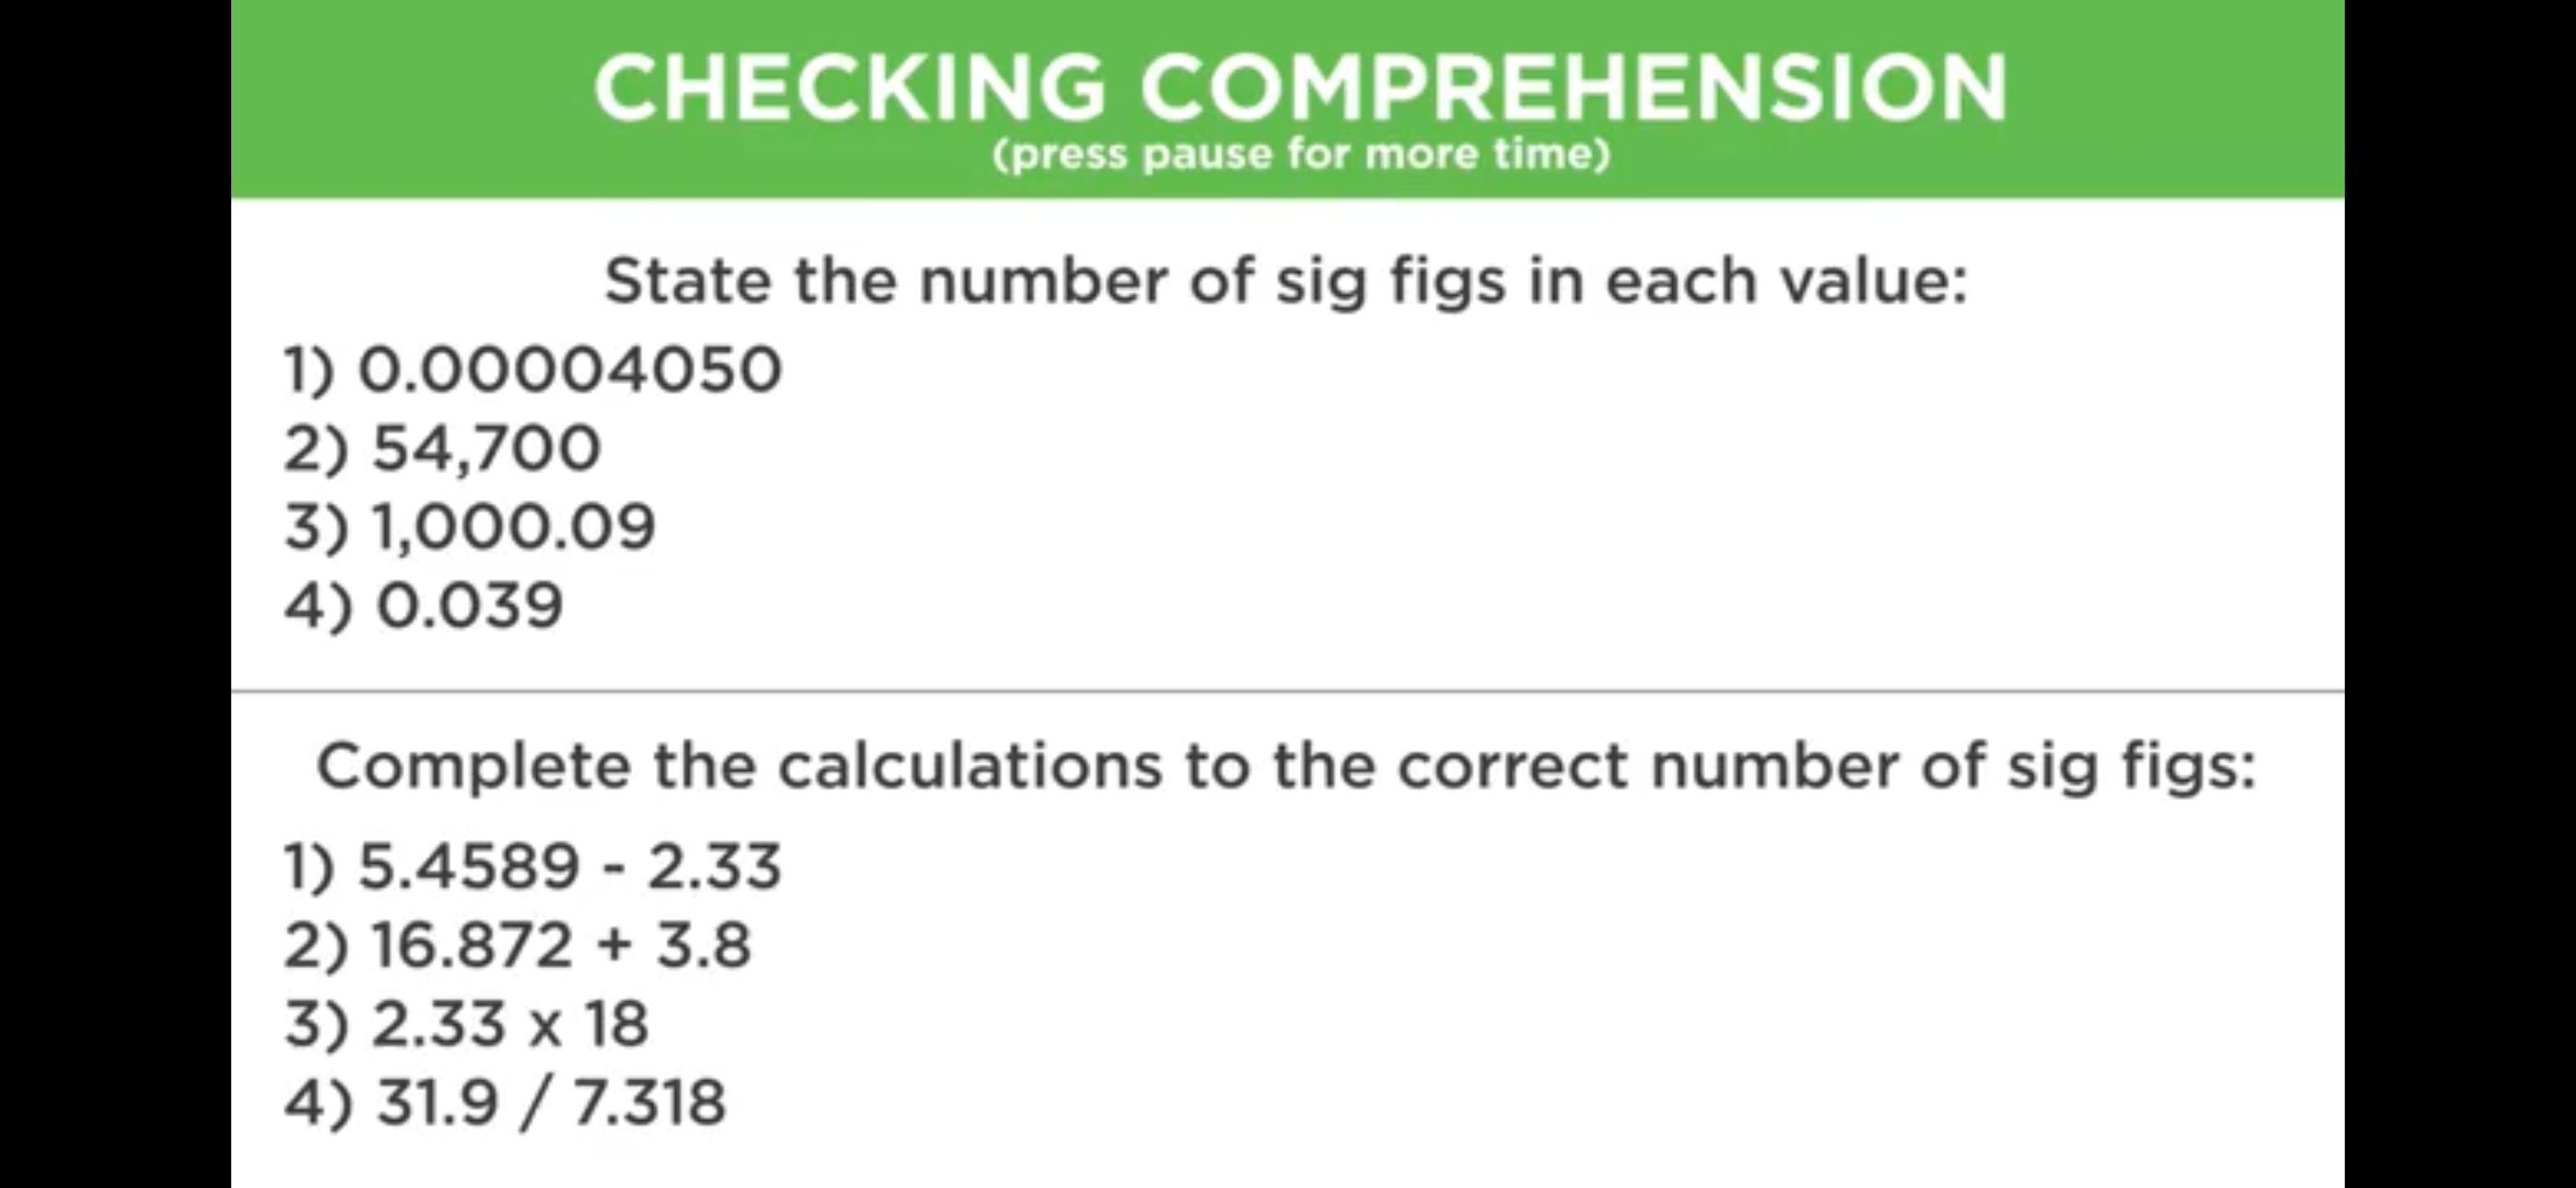 CHECKING COMPREHENSION
(press pause for more time)
State the number of sig figs in each value:
1) 0.00004050
2) 54,700
3) 1,000.09
4) 0.039
Complete the calculations to the correct number of sig figs:
1) 5.4589 - 2.33
2) 16.872 + 3.8
3) 2.33 x 18
4) 31.9 / 7.318